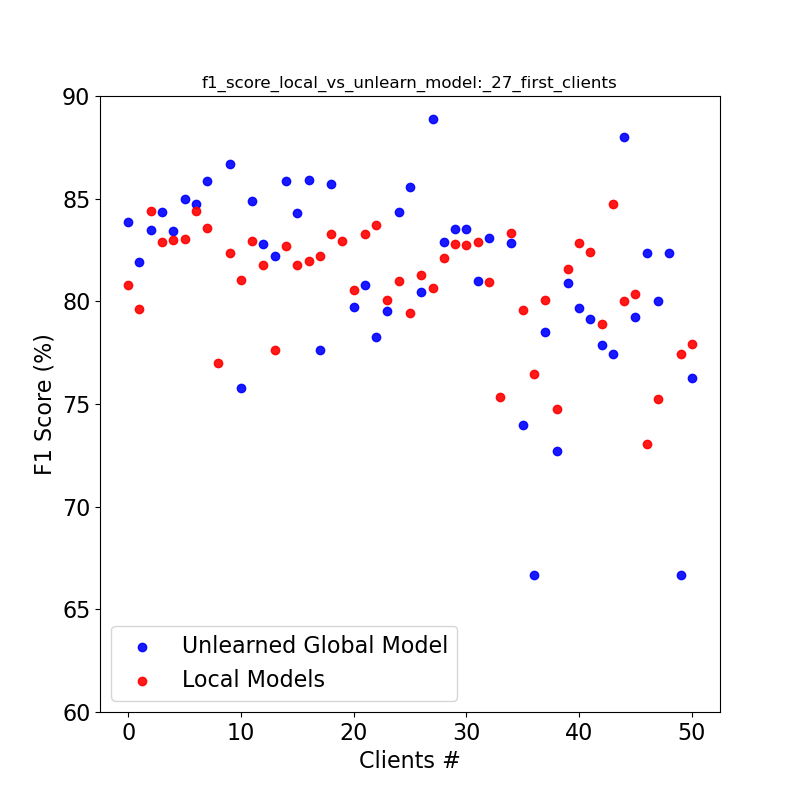 f1_score_local_vs_unlearn_model:_27_first_clients
90
85
80
75
70
65
60
F1 Score (%)
Unlearned Global Model
Local Models
0 10 20 30 40 50
Clients #